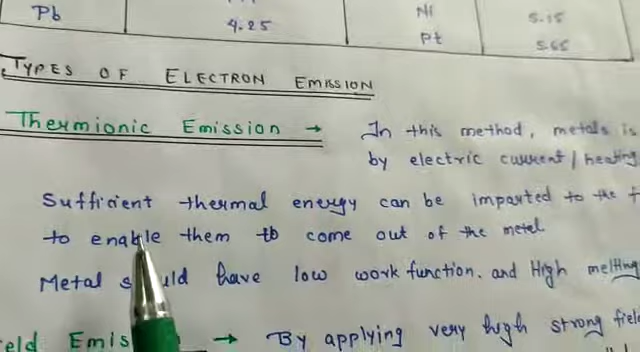 Pb 4.25 Ni 5.15
Pt 5.65
TYPES OF ELECTRON EMISSION
Thermionic Emission → In this method, metals is
by electric current/heating
Sufficient thermal energy can be imparted to the f
to enable them to come out of the metal
Metal should have low work function. and High melting
eld Emis → By applying very high strong field